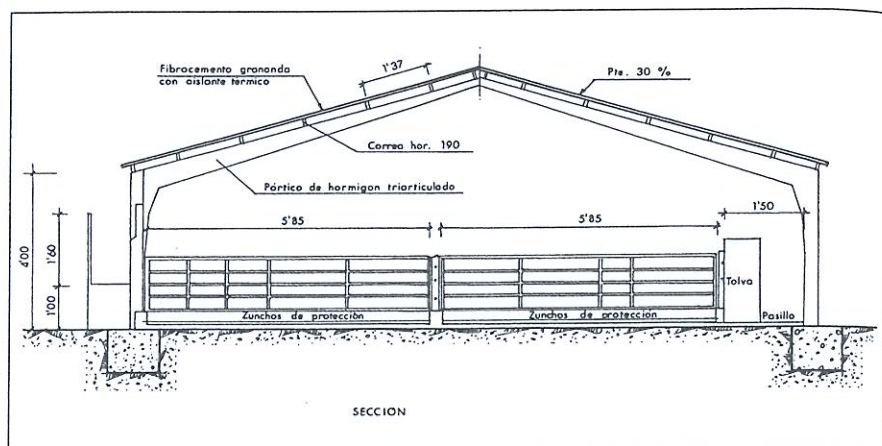 Fibrocemento grananda
con aislante termico
1'37
Pte. 30 %
Correa hor. 190
Pórtico de hormigon triarticulado
5'85
5'85
1'50
4'00
1'60
1'00
Tolva
Zunchos de protección
Zunchos de protección
Pasillo
SECCION